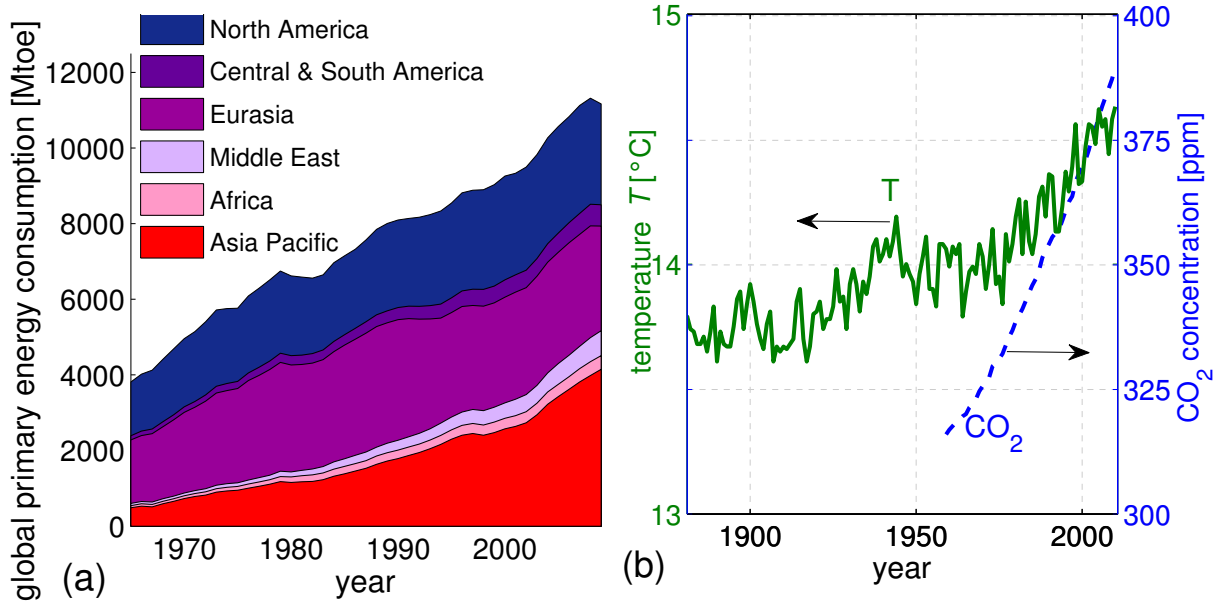 global primary energy consumption [Mtoe]
12000
10000
8000
6000
4000
2000
0
North America
Central & South America
Eurasia
Middle East
Africa
Asia Pacific
1970
1980
1990
2000
year
(a)
temperature T [°C]
15
14
13
T
CO₂
1900
1950
2000
year
(b)
400
375
350
325
300
CO₂ concentration [ppm]